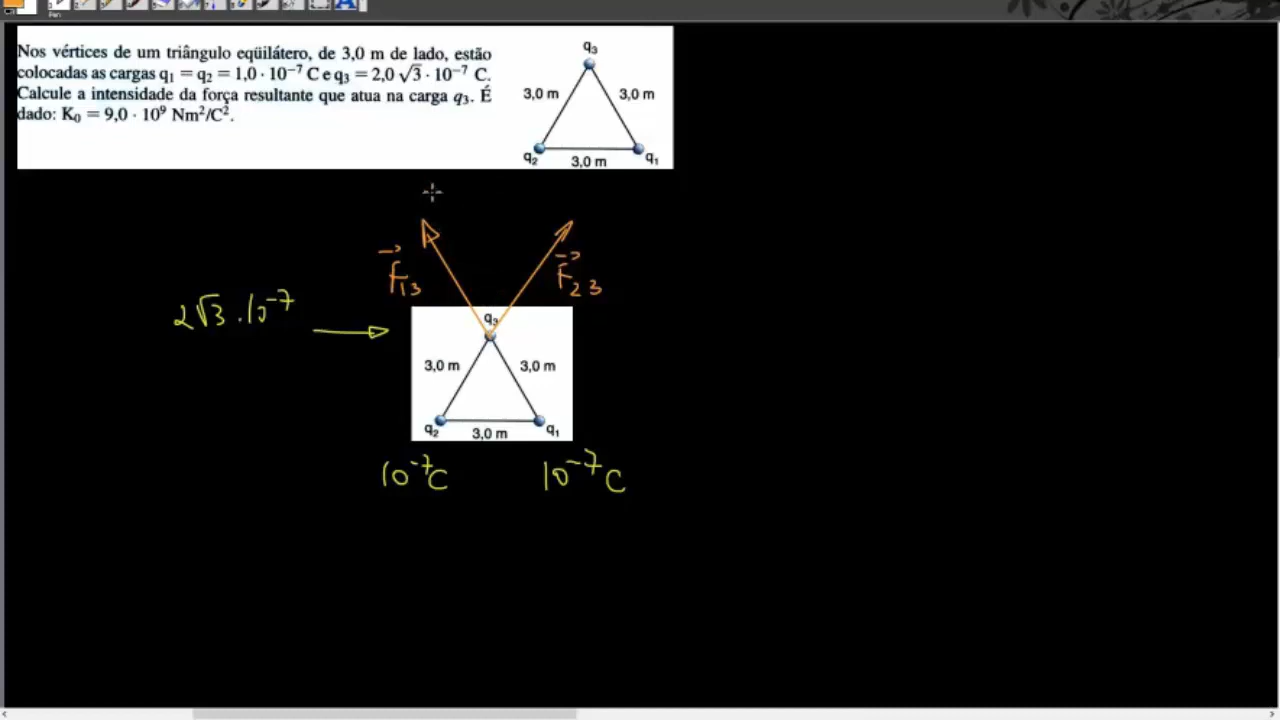 Nos vértices de um triângulo eqüilátero, de 3,0 m de lado, estão
colocadas as cargas q₁ = q₂ = 1,0 · 10⁻⁷ C e q₃ = 2,0 √3 · 10⁻⁷ C.
Calcule a intensidade da força resultante que atua na carga q₃. É
dado: K₀ = 9,0 · 10⁹ Nm²/C².
q₃
3,0 m 3,0 m
q₂ 3,0 m q₁
F⃗₁₃ F⃗₂₃
2√3 · 10⁻⁷
q₃
3,0 m 3,0 m
q₂ 3,0 m q₁
10⁻⁷C 10⁻⁷C